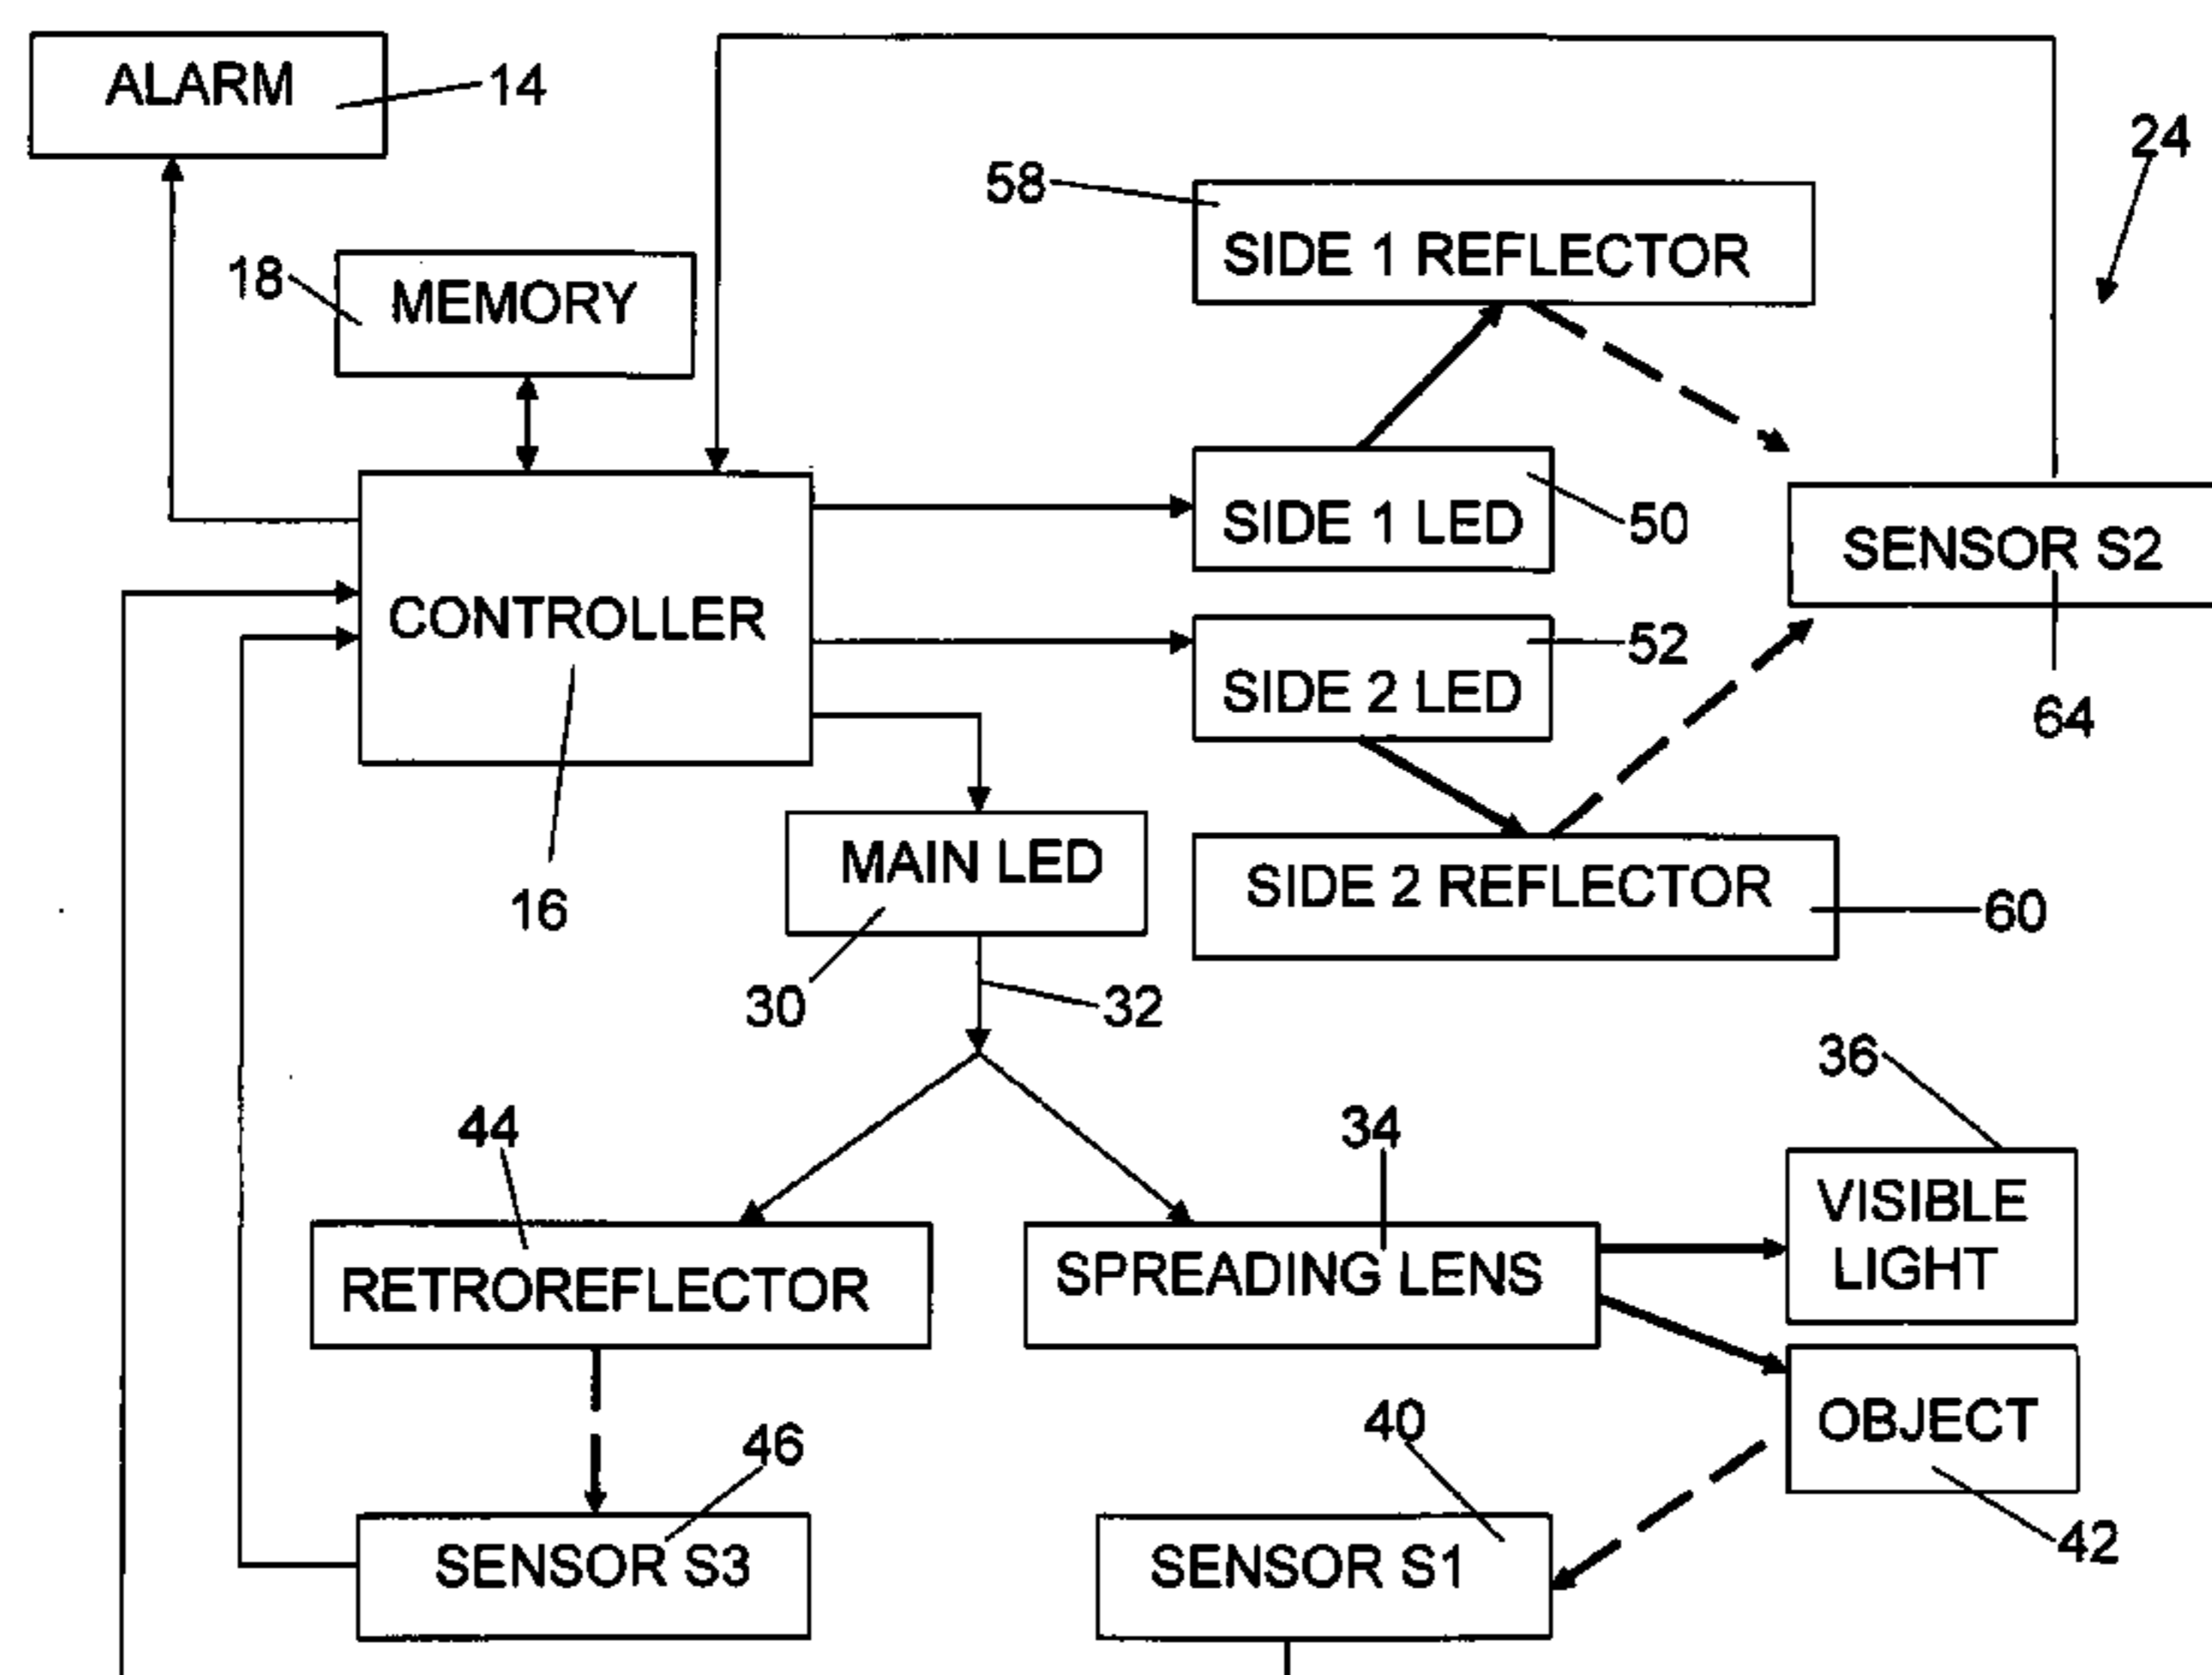 ALARM
14
24
58
SIDE 1 REFLECTOR
18
MEMORY
SIDE 1 LED
50
SENSOR S2
CONTROLLER
52
SIDE 2 LED
64
MAIN LED
SIDE 2 REFLECTOR
16
60
30
32
36
44
34
VISIBLE
LIGHT
RETROREFLECTOR
SPREADING LENS
OBJECT
46
40
42
SENSOR S3
SENSOR S1